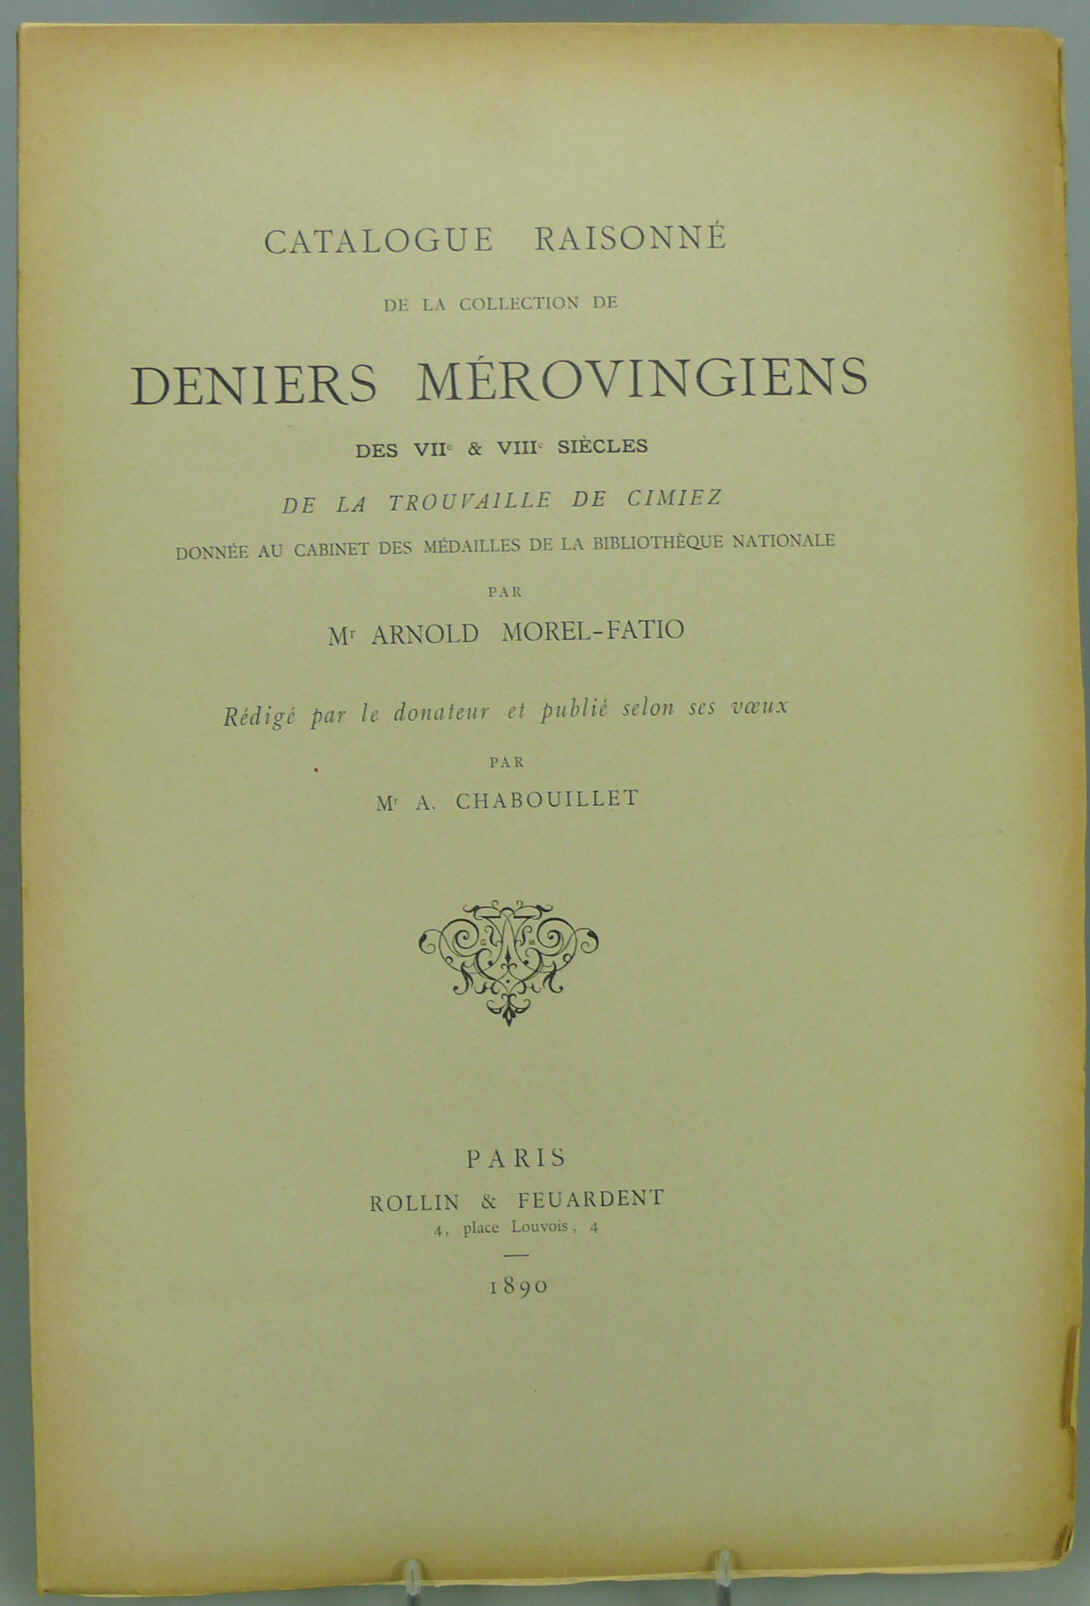 CATALOGUE RAISONNÉ
DE LA COLLECTION DE
DENIERS MÉROVINGIENS
DES VIIe & VIIIe SIÈCLES
DE LA TROUVAILLE DE CIMIEZ
DONNÉE AU CABINET DES MÉDAILLES DE LA BIBLIOTHÈQUE NATIONALE
PAR
Mr ARNOLD MOREL-FATIO
Rédigé par le donateur et publié selon ses vœux
PAR
Mr A. CHABOUILLET
PARIS
ROLLIN & FEUARDENT
4, place Louvois, 4
1890